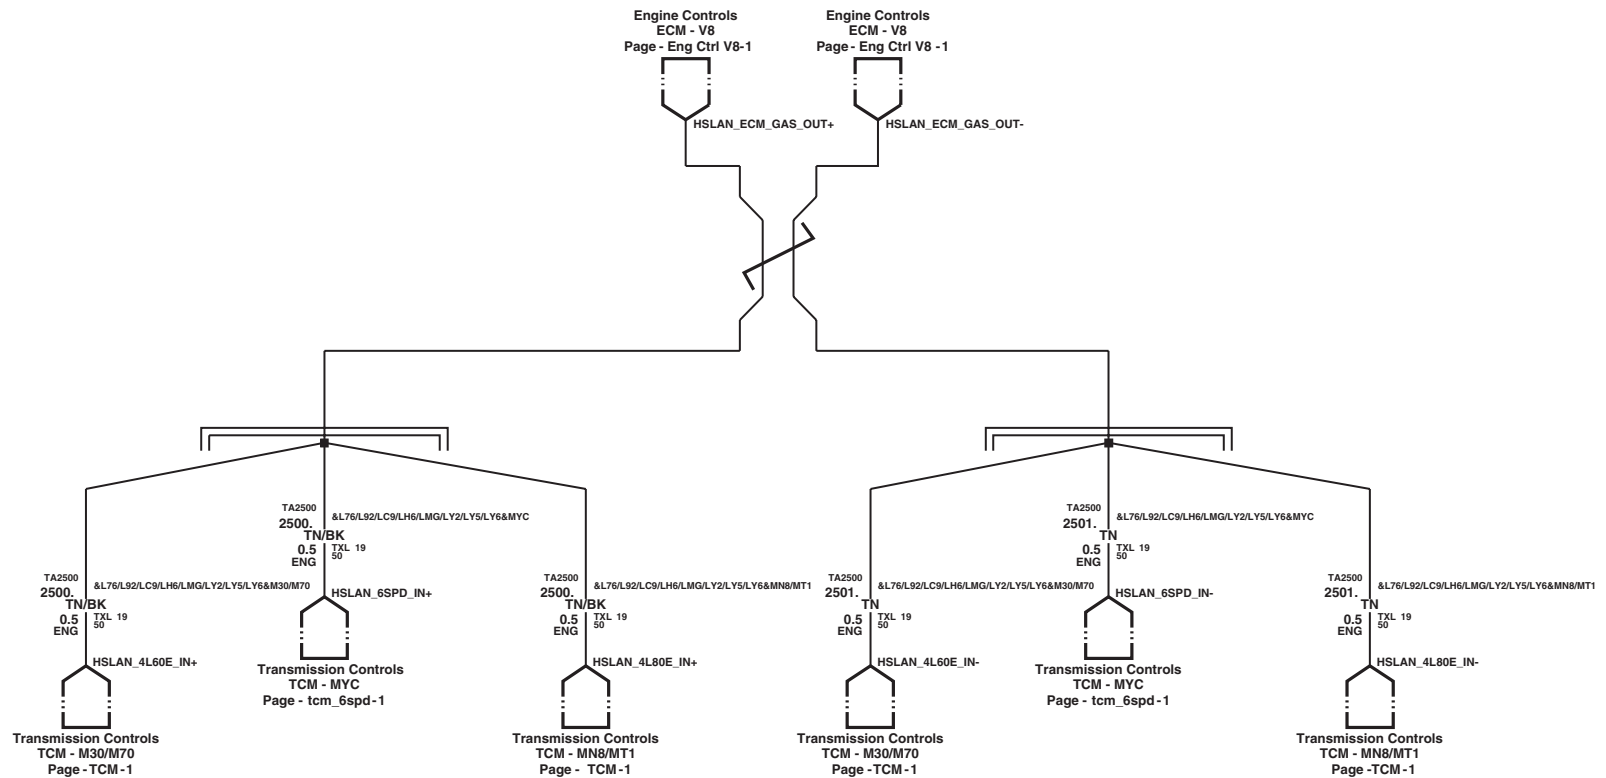 Engine Controls
ECM - V8
Page - Eng Ctrl V8-1
Engine Controls
ECM - V8
Page - Eng Ctrl V8 -1
HSLAN_ECM_GAS_OUT+
HSLAN_ECM_GAS_OUT-
TA2500
&L76/L92/LC9/LH6/LMG/LY2/LY5/LY6&M30/M70
2500.
TN/BK
0.5
TXL 19
50
ENG
HSLAN_4L60E_IN+
Transmission Controls
TCM - M30/M70
Page -TCM-1
TA2500
&L76/L92/LC9/LH6/LMG/LY2/LY5/LY6&MYC
2500.
TN/BK
0.5
TXL 19
50
ENG
HSLAN_6SPD_IN+
Transmission Controls
TCM - MYC
Page - tcm_6spd-1
TA2500
&L76/L92/LC9/LH6/LMG/LY2/LY5/LY6&MN8/MT1
2500.
TN/BK
0.5
TXL 19
50
ENG
HSLAN_4L80E_IN+
Transmission Controls
TCM - MN8/MT1
Page - TCM-1
TA2500
&L76/L92/LC9/LH6/LMG/LY2/LY5/LY6&M30/M70
2501.
TN
0.5
TXL 19
50
ENG
HSLAN_4L60E_IN-
Transmission Controls
TCM - M30/M70
Page -TCM-1
TA2500
&L76/L92/LC9/LH6/LMG/LY2/LY5/LY6&MYC
2501.
TN
0.5
TXL 19
50
ENG
HSLAN_6SPD_IN-
Transmission Controls
TCM - MYC
Page - tcm_6spd-1
TA2500
&L76/L92/LC9/LH6/LMG/LY2/LY5/LY6&MN8/MT1
2501.
TN
0.5
TXL 19
50
ENG
HSLAN_4L80E_IN-
Transmission Controls
TCM - MN8/MT1
Page -TCM-1